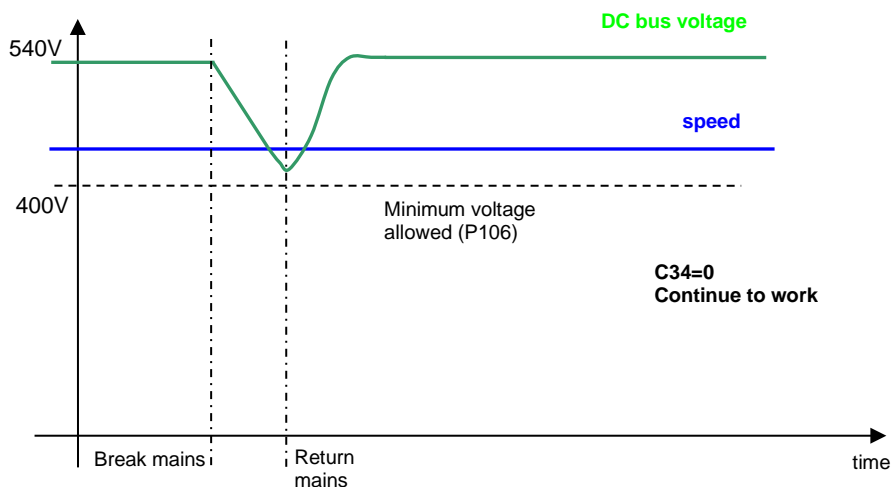 DC bus voltage
540V
speed
400V
Minimum voltage
allowed (P106)
C34=0
Continue to work
Break mains
Return
mains
time